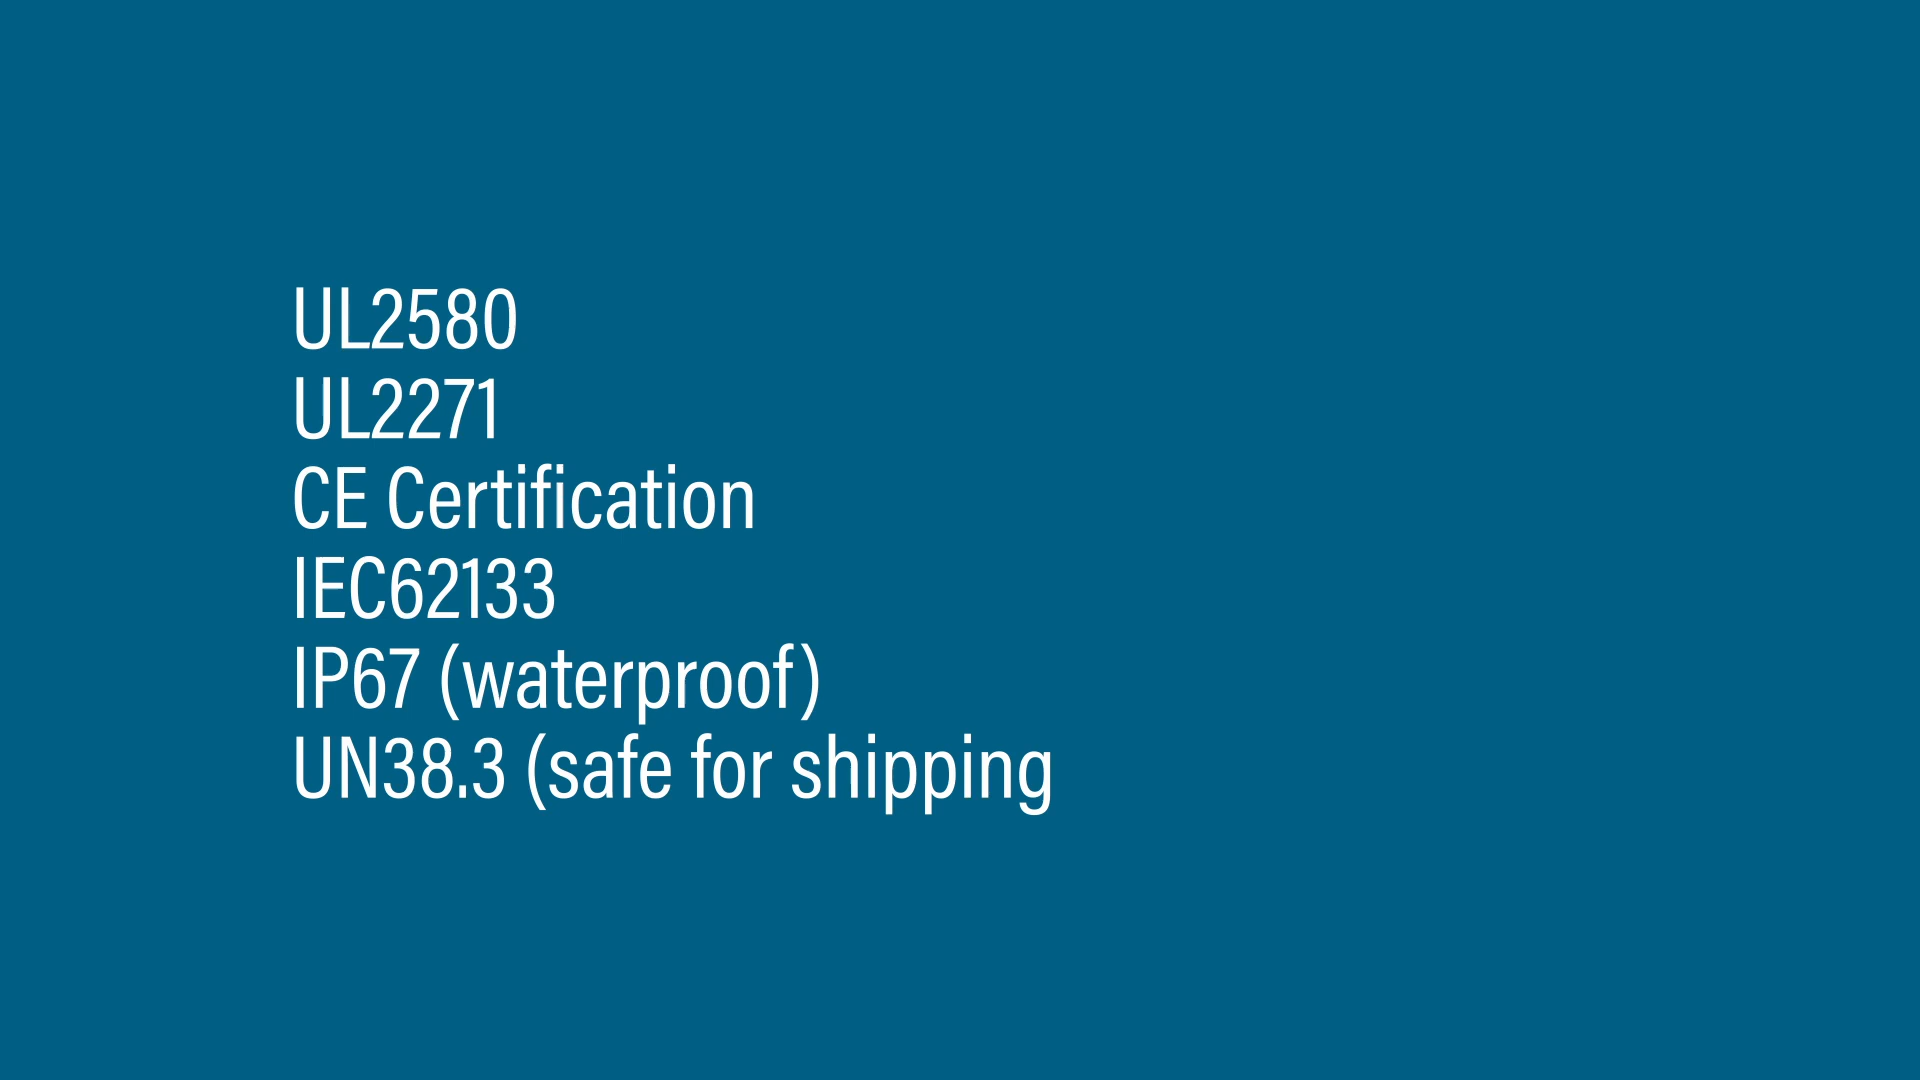 UL2580
UL2271
CE Certification
IEC62133
IP67 (waterproof)
UN38.3 (safe for shipping